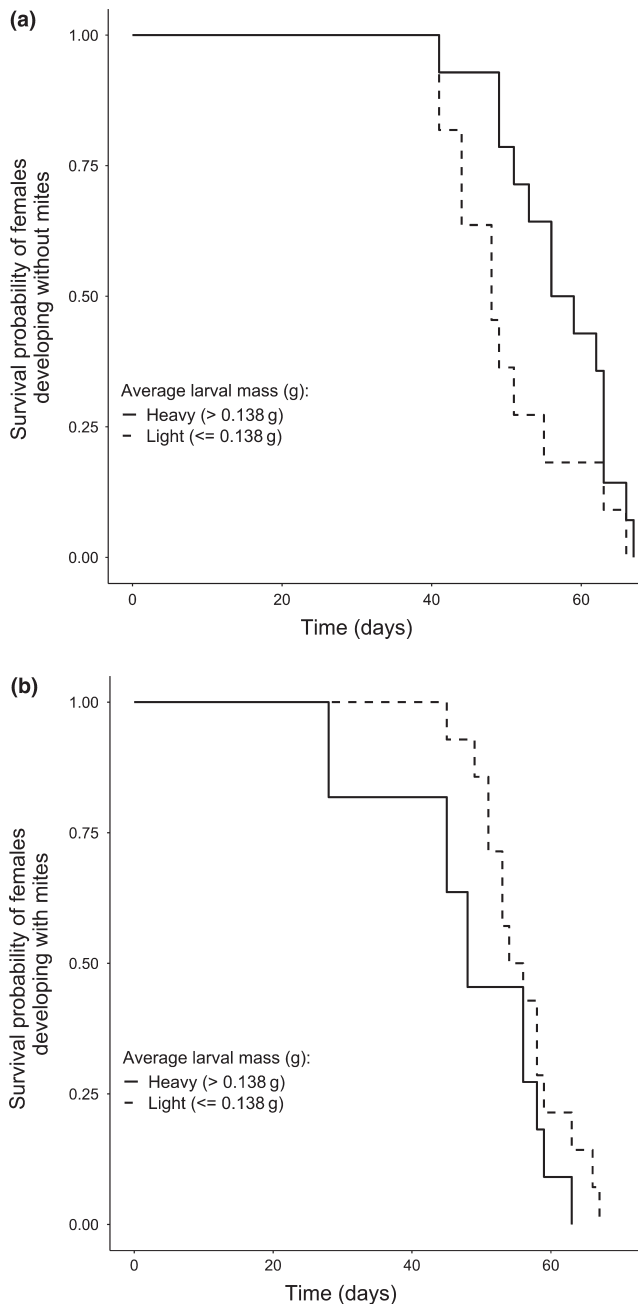 (a)
1.00
0.75
0.50
0.25
0.00
Survival probability of females
developing without mites
Average larval mass (g):
Heavy (> 0.138 g)
Light (<= 0.138 g)
0 20 40 60
Time (days)
(b)
1.00
0.75
0.50
0.25
0.00
Survival probability of females
developing with mites
Average larval mass (g):
Heavy (> 0.138 g)
Light (<= 0.138 g)
0 20 40 60
Time (days)